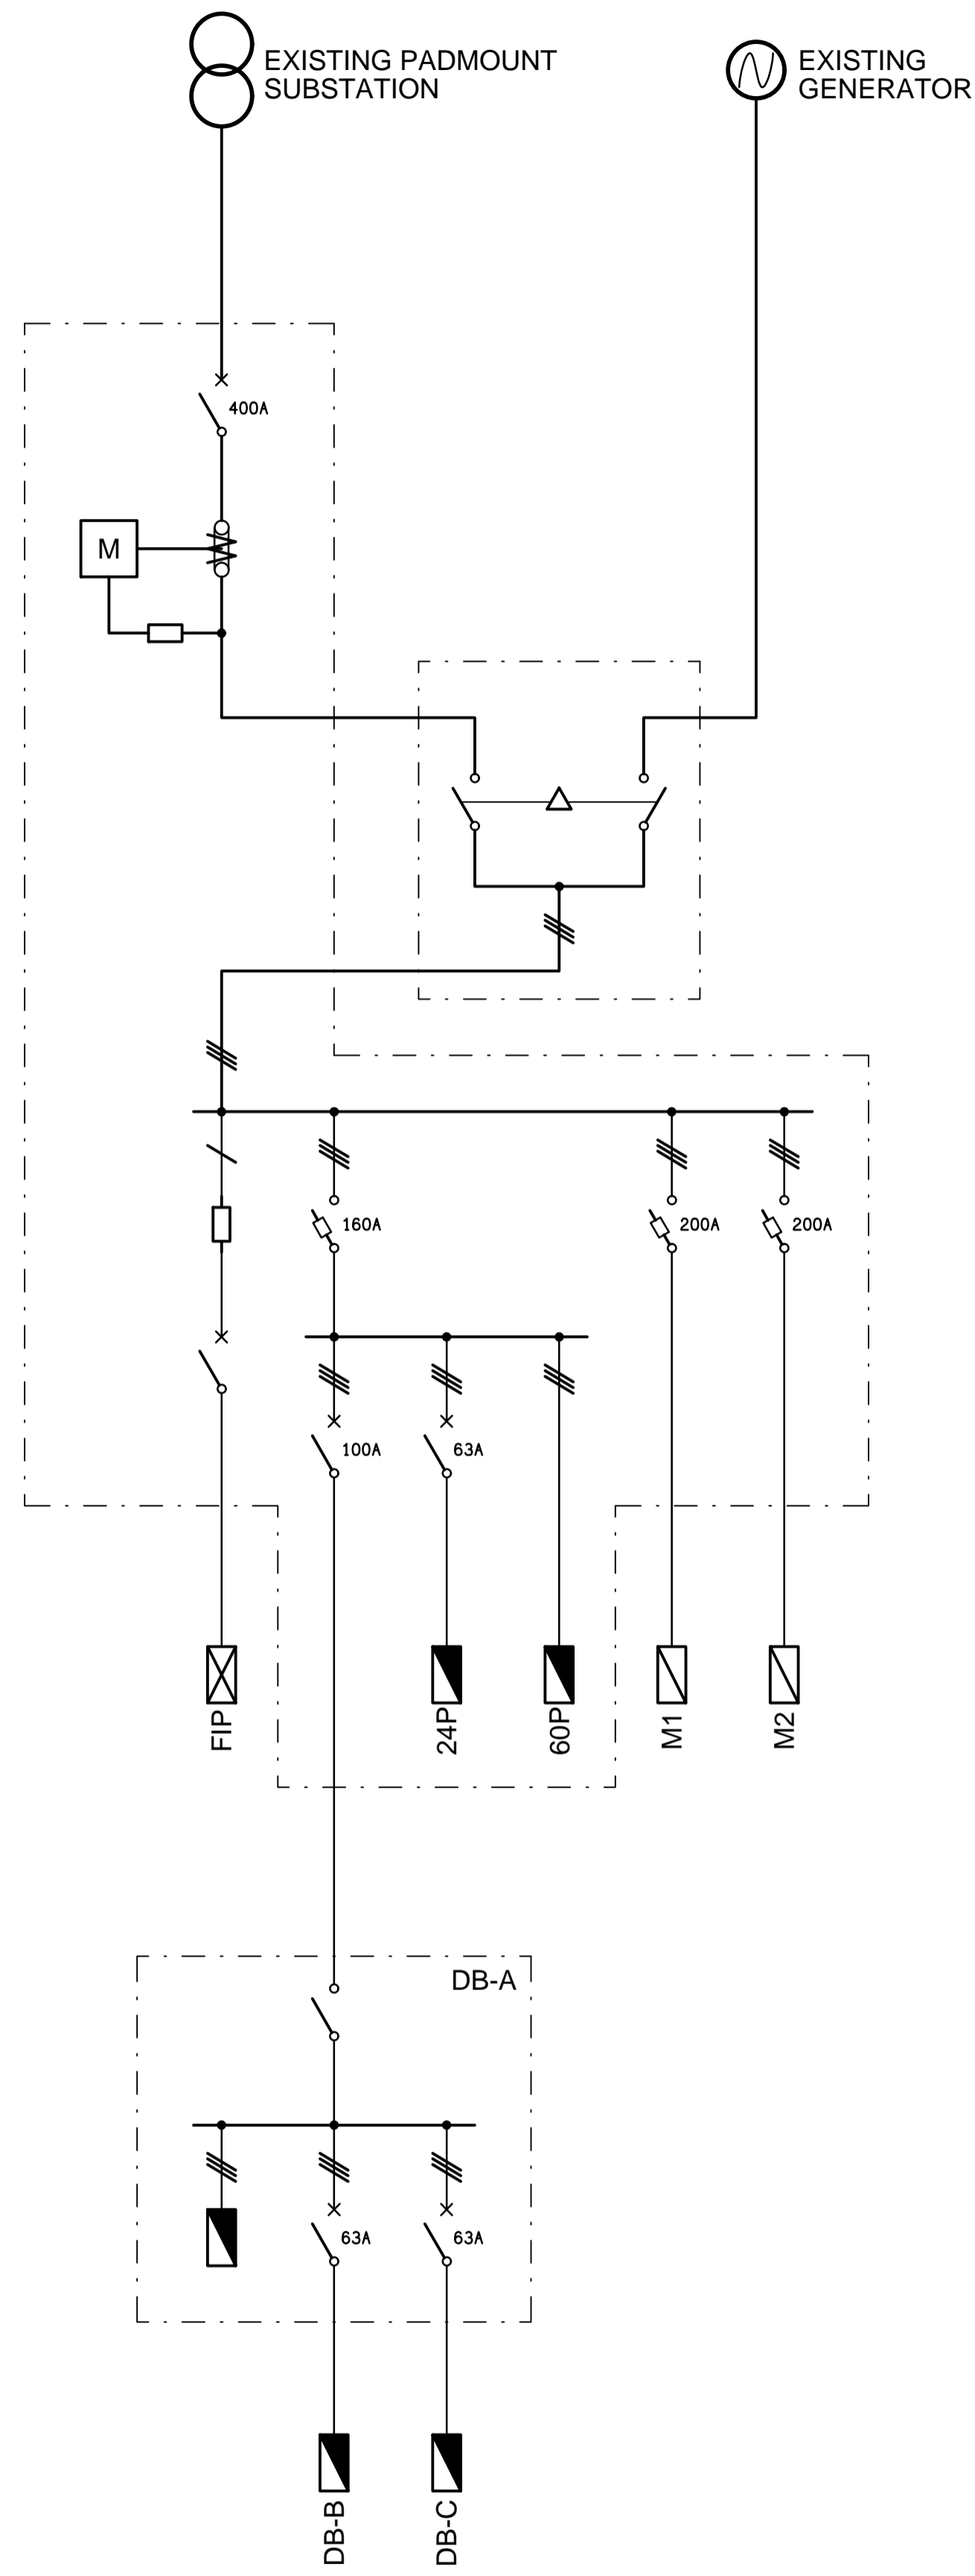 EXISTING PADMOUNT
SUBSTATION
EXISTING
GENERATOR
400A
M
160A
200A
200A
100A
63A
FIP
24P
60P
M1
M2
DB-A
63A
63A
DB-B
DB-C